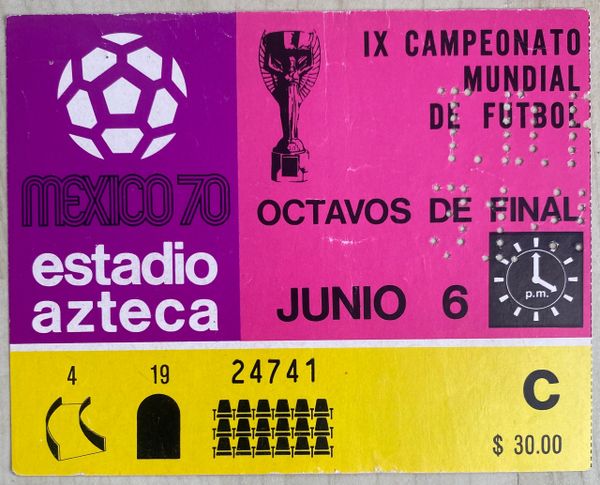 MEXICO 70
estadio
azteca
IX CAMPEONATO
MUNDIAL
DE FUTBOL
OCTAVOS DE FINAL
JUNIO 6
p.m.
4
19
24741
C
$ 30.00